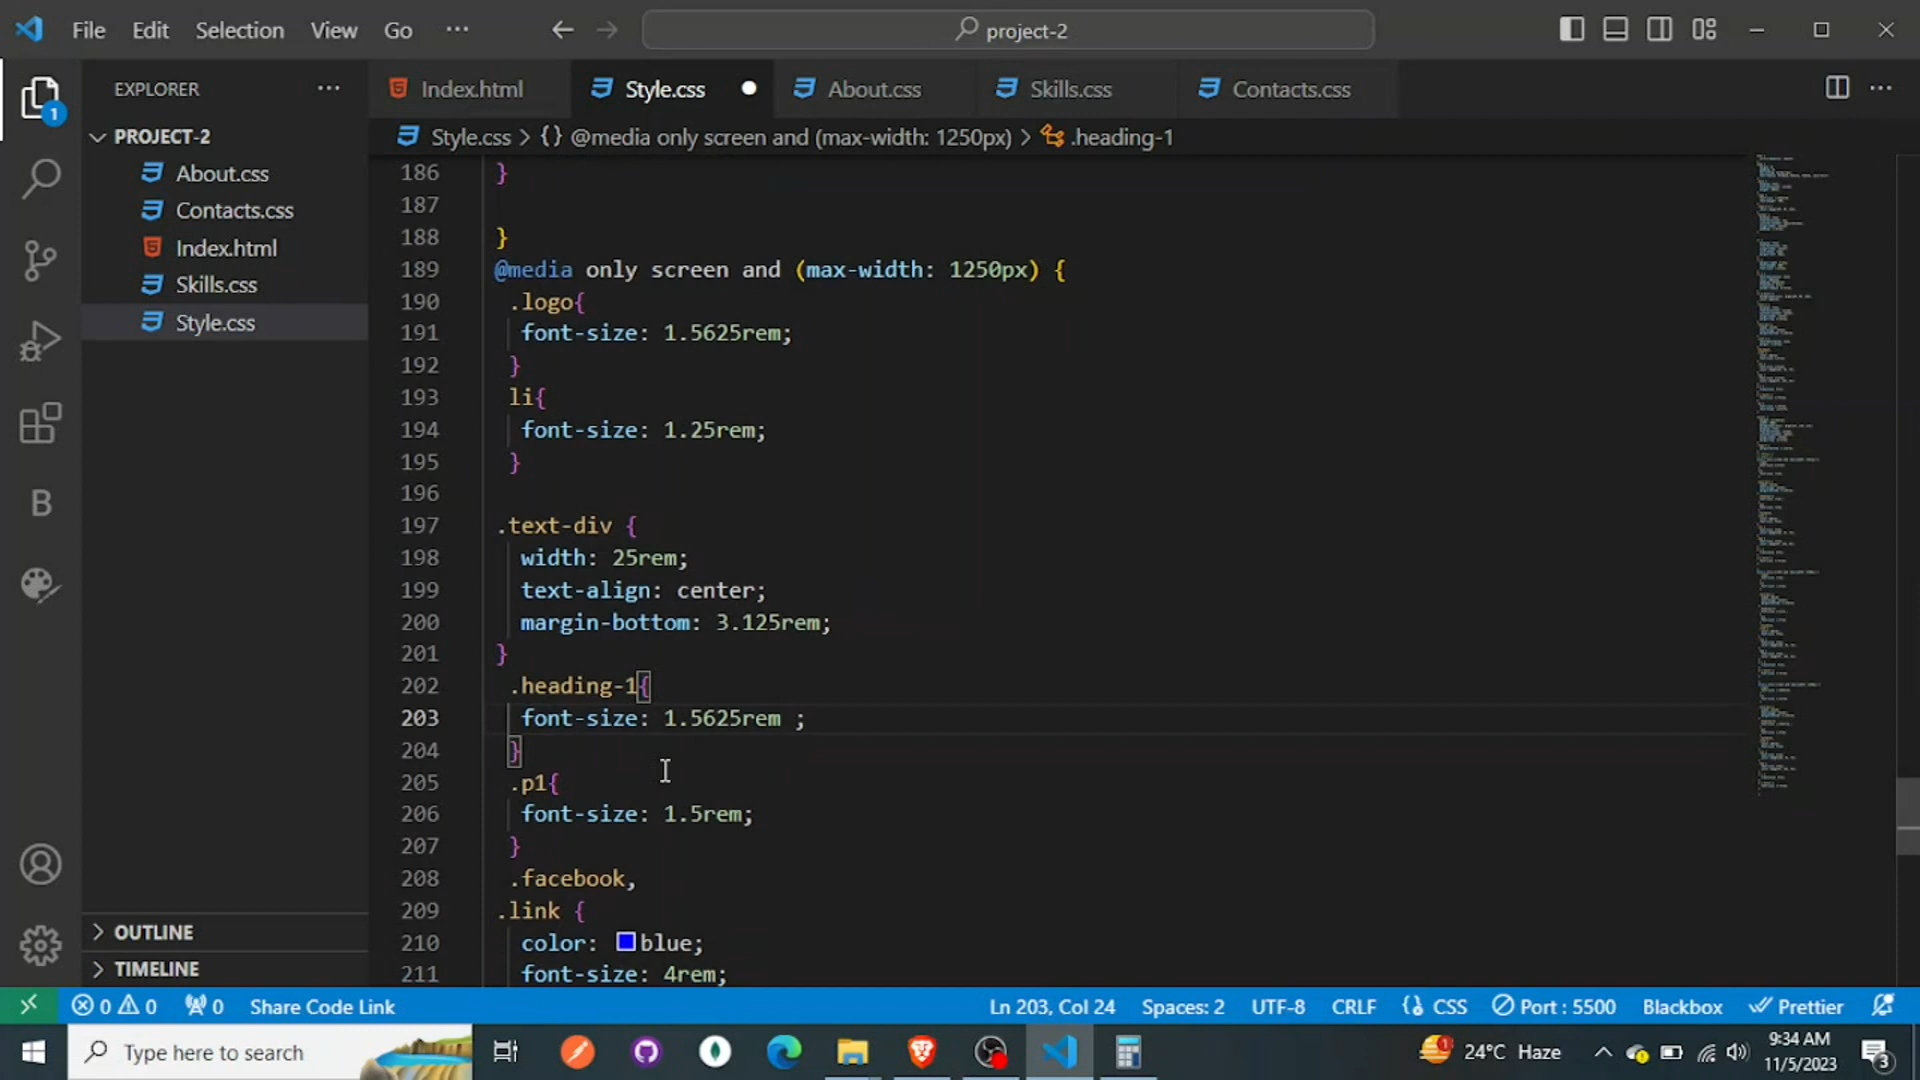 File Edit Selection View Go ··· project-2
EXPLORER ···
PROJECT-2
About.css
Contacts.css
Index.html
Skills.css
Style.css
OUTLINE
TIMELINE
1
B
Index.html Style.css About.css Skills.css Contacts.css
Style.css > {} @media only screen and (max-width: 1250px) > .heading-1
186 }
187
188 }
189 @media only screen and (max-width: 1250px) {
190 .logo{
191 font-size: 1.5625rem;
192 }
193 li{
194 font-size: 1.25rem;
195 }
196
197 .text-div {
198 width: 25rem;
199 text-align: center;
200 margin-bottom: 3.125rem;
201 }
202 .heading-1{
203 font-size: 1.5625rem ;
204 }
205 .p1{
206 font-size: 1.5rem;
207 }
208 .facebook,
209 .link {
210 color: blue;
211 font-size: 4rem;
0 0 0 Share Code Link Ln 203, Col 24 Spaces: 2 UTF-8 CRLF {} CSS Port : 5500 Blackbox Prettier
Type here to search 1 24°C Haze 9:34 AM
11/5/2023 3